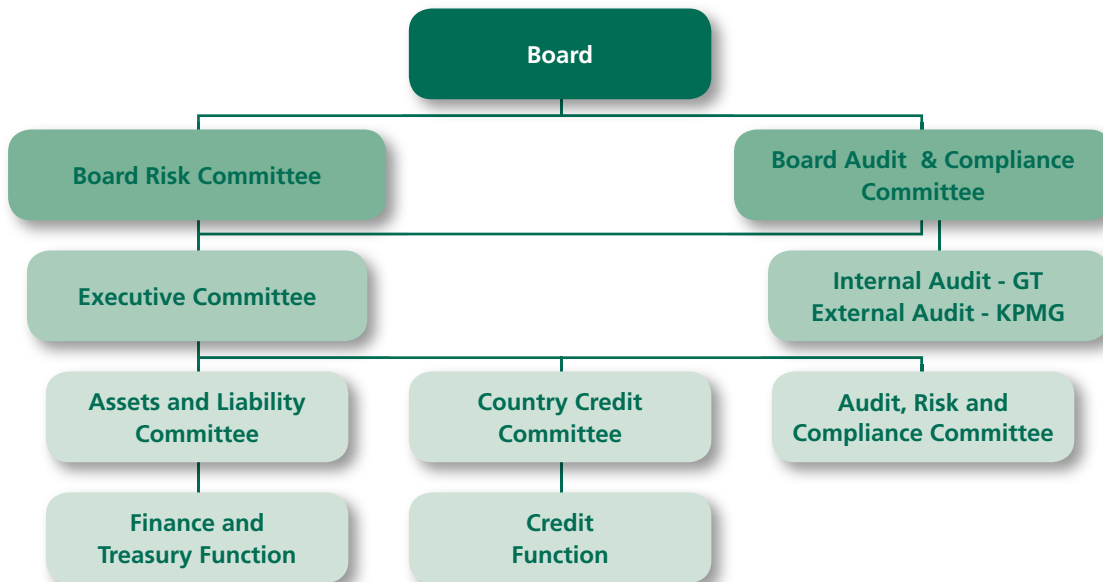 Board
Board Risk Committee
Board Audit & Compliance
Committee
Executive Committee
Internal Audit - GT
External Audit - KPMG
Assets and Liability
Committee
Country Credit
Committee
Audit, Risk and
Compliance Committee
Finance and
Treasury Function
Credit
Function